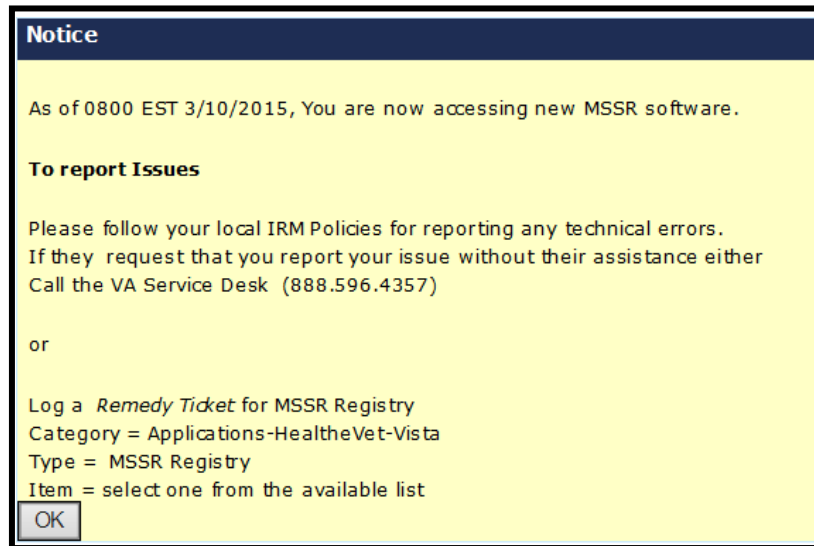 Notice
As of 0800 EST 3/10/2015, You are now accessing new MSSR software.
To report Issues
Please follow your local IRM Policies for reporting any technical errors.
If they request that you report your issue without their assistance either
Call the VA Service Desk (888.596.4357)
or
Log a Remedy Ticket for MSSR Registry
Category = Applications-HealtheVet-Vista
Type = MSSR Registry
Item = select one from the available list
OK